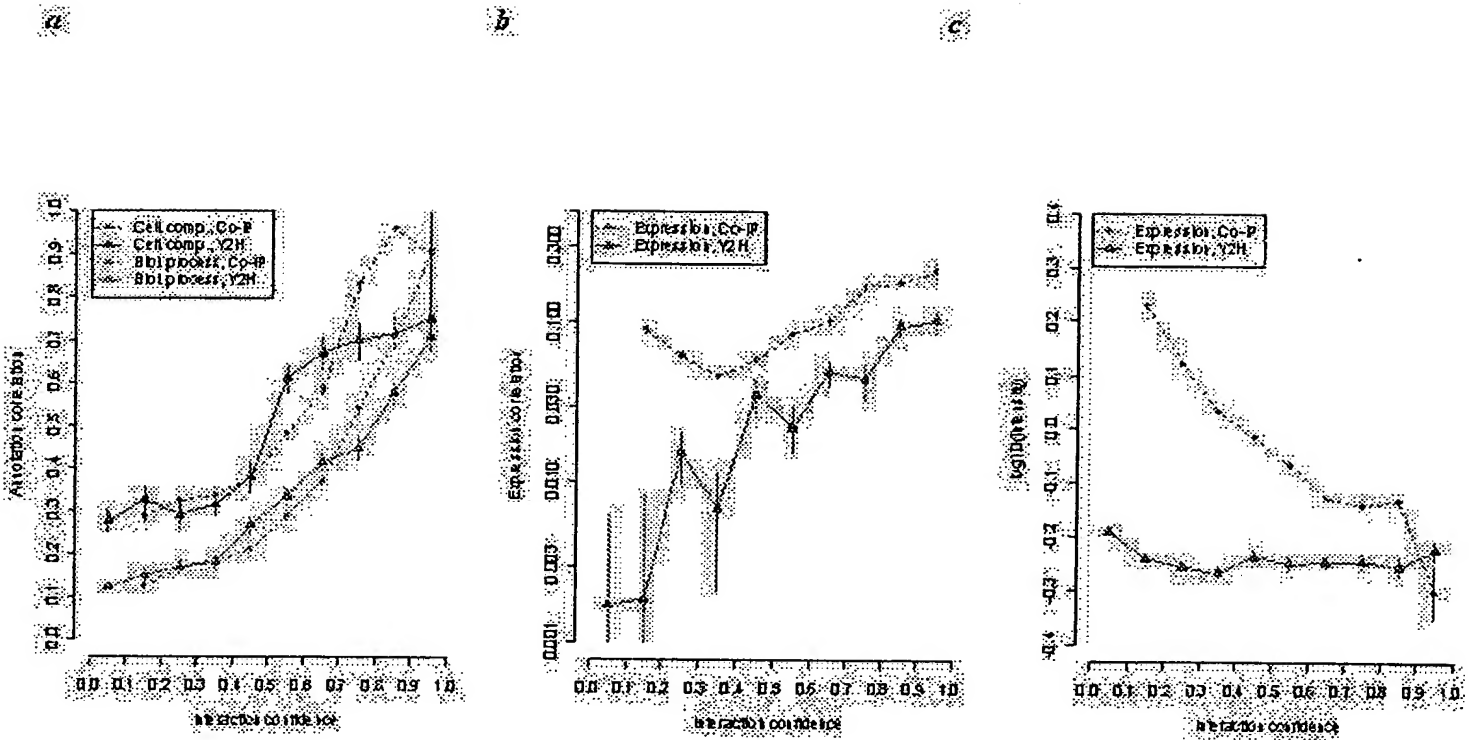 a
b
c
Cell comp., Co-IP
Cell comp., Y2H
Biol process, Co-IP
Biol process, Y2H
Annotation correlation
0.0 0.1 0.2 0.3 0.4 0.5 0.6 0.7 0.8 0.9 1.0
0.0 0.1 0.2 0.3 0.4 0.5 0.6 0.7 0.8 0.9 1.0
Interaction confidence
Expression, Co-IP
Expression, Y2H
Expression correlation
0.001 0.003 0.010 0.030 0.100 0.300
0.0 0.1 0.2 0.3 0.4 0.5 0.6 0.7 0.8 0.9 1.0
Interaction confidence
Expression, Co-IP
Expression, Y2H
-0.4 -0.3 -0.2 -0.1 0.0 0.1 0.2 0.3 0.4
0.0 0.1 0.2 0.3 0.4 0.5 0.6 0.7 0.8 0.9 1.0
Interaction confidence